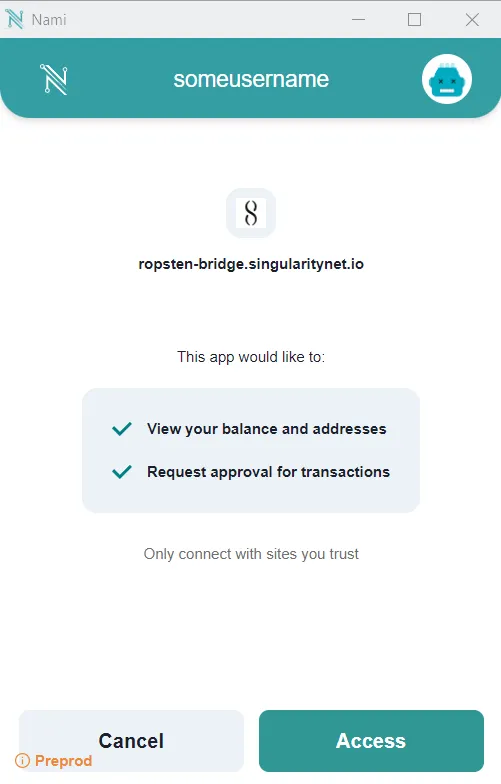 Nami
someusername
ropsten-bridge.singularitynet.io
This app would like to:
View your balance and addresses
Request approval for transactions
Only connect with sites you trust
Cancel
Access
Preprod